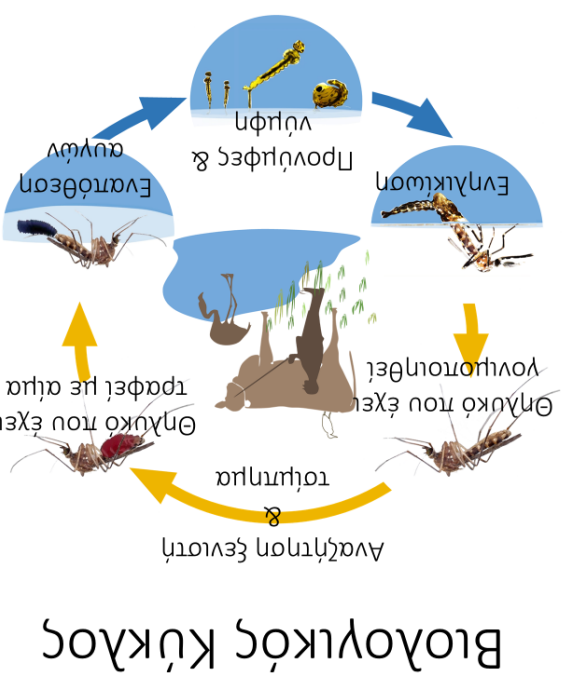 Βιολογικός Κύκλος
Αναζήτηση ξενιστή
&
τσίμπημα
Θηλυκό που έχει
γονιμοποιηθεί
Θηλυκό που έχει
τραφεί με αίμα
Ενηλικίωση
Εναπόθεση
αυγών
Προνύμφες &
νύμφη